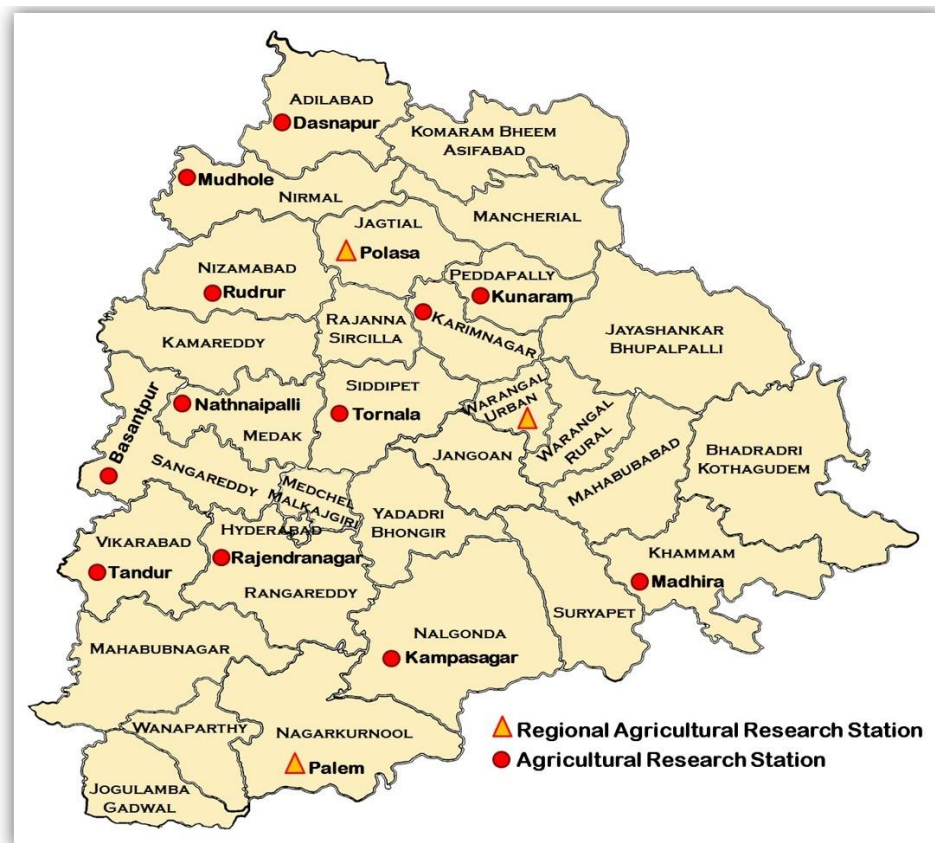 ADILABAD
Dasnapur
KOMARAM BHEEM
ASIFABAD
Mudhole
NIRMAL
MANCHERIAL
JAGTIAL
Polasa
NIZAMABAD
Rudrur
PEDDAPALLY
Kunaram
RAJANNA
SIRCILLA
KARIMNAGAR
KAMAREDDY
JAYASHANKAR
BHUPALPALLI
SIDDIPET
Tornala
Nathnaipalli
MEDAK
Basantpur
WARANGAL
URBAN
WARANGAL
RURAL
JANGOAN
MAHABUBABAD
BHADRADRI
KOTHAGUDEM
SANGAREDDY
MEDCHEL
MALKAJGIRI
YADADRI
BHONGIR
VIKARABAD
Tandur
HYDERABAD
Rajendranagar
RANGAREDDY
KHAMMAM
Madhira
SURYAPET
NALGONDA
Kampasagar
MAHABUBNAGAR
WANAPARTHY
NAGARKURNOOL
Palem
JOGULAMBA
GADWAL
Regional Agricultural Research Station
Agricultural Research Station